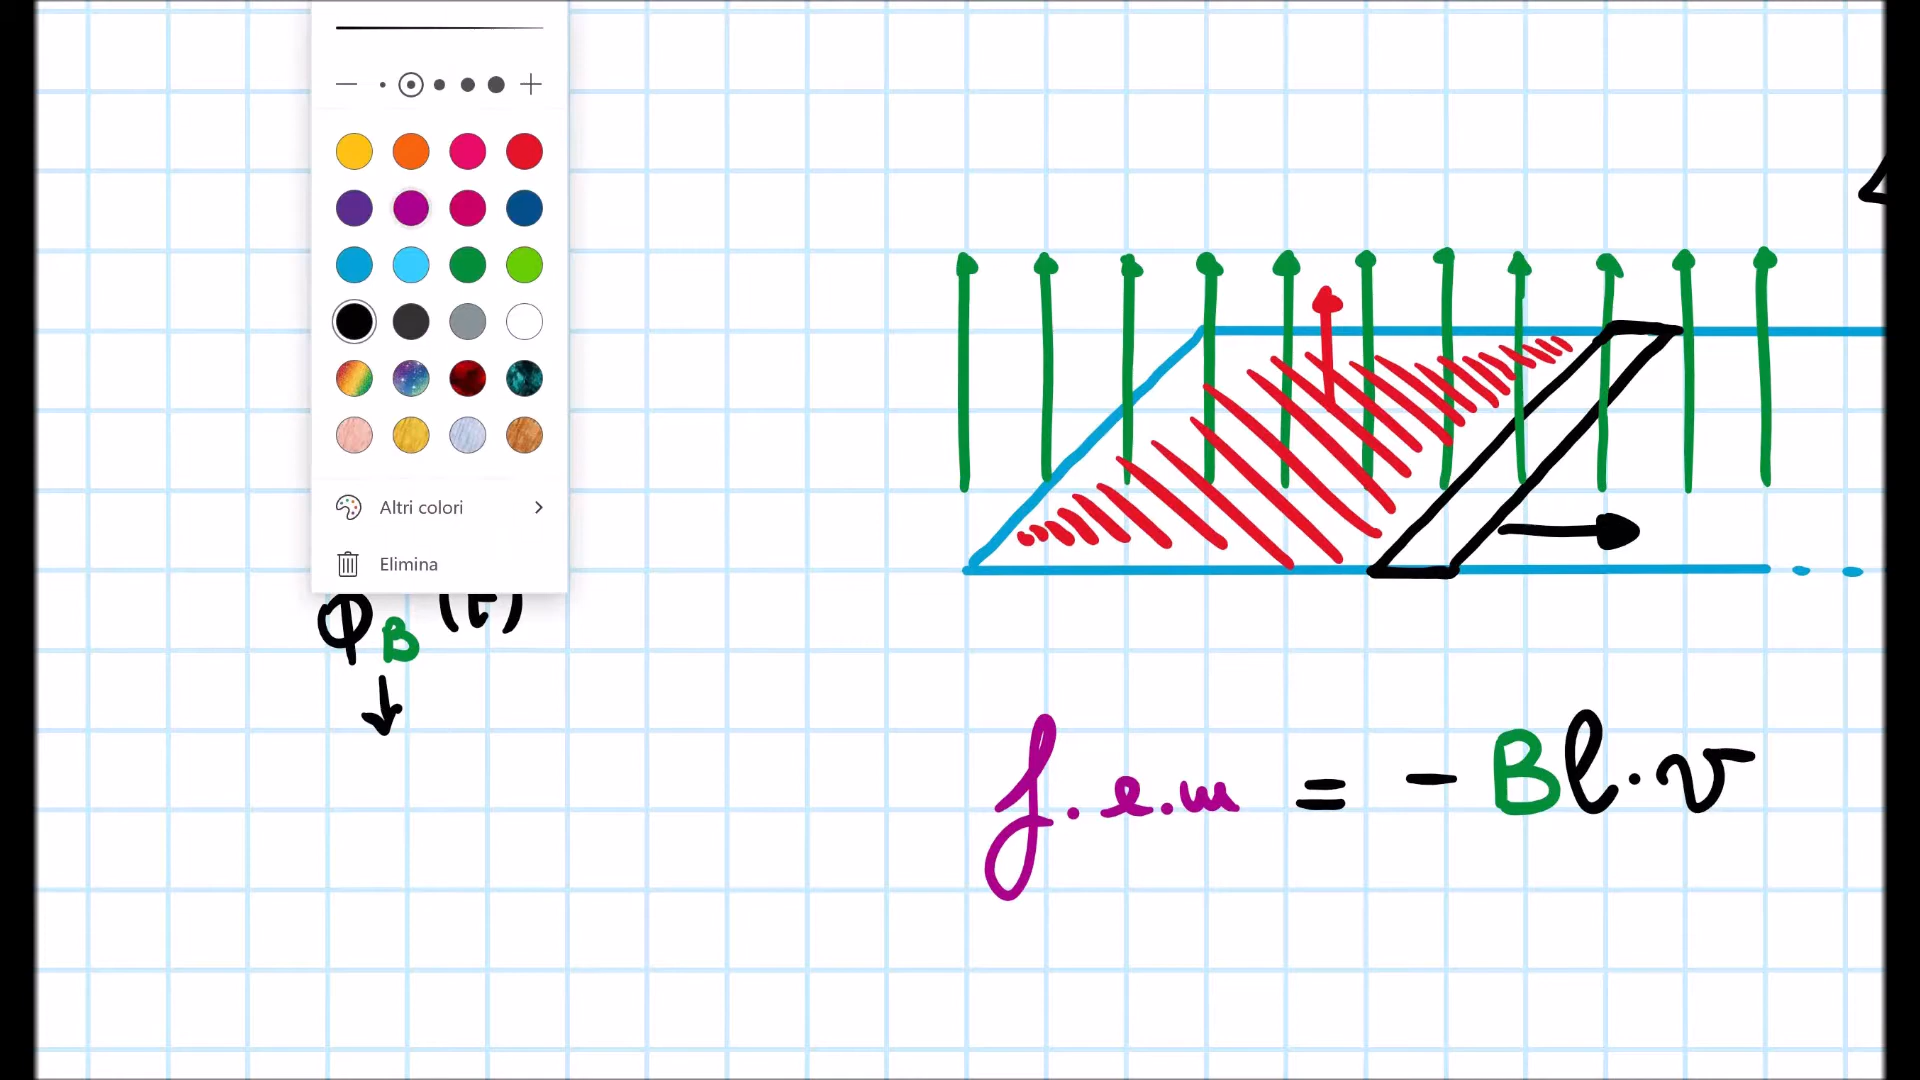 Altri colori
Elimina
Φ_B (t)
f.e.m = - Bl·v